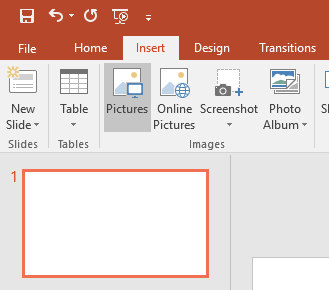 File Home Insert Design Transitions
New Slide
Table
Pictures
Online Pictures
Screenshot
Photo Album
Slides Tables Images
1